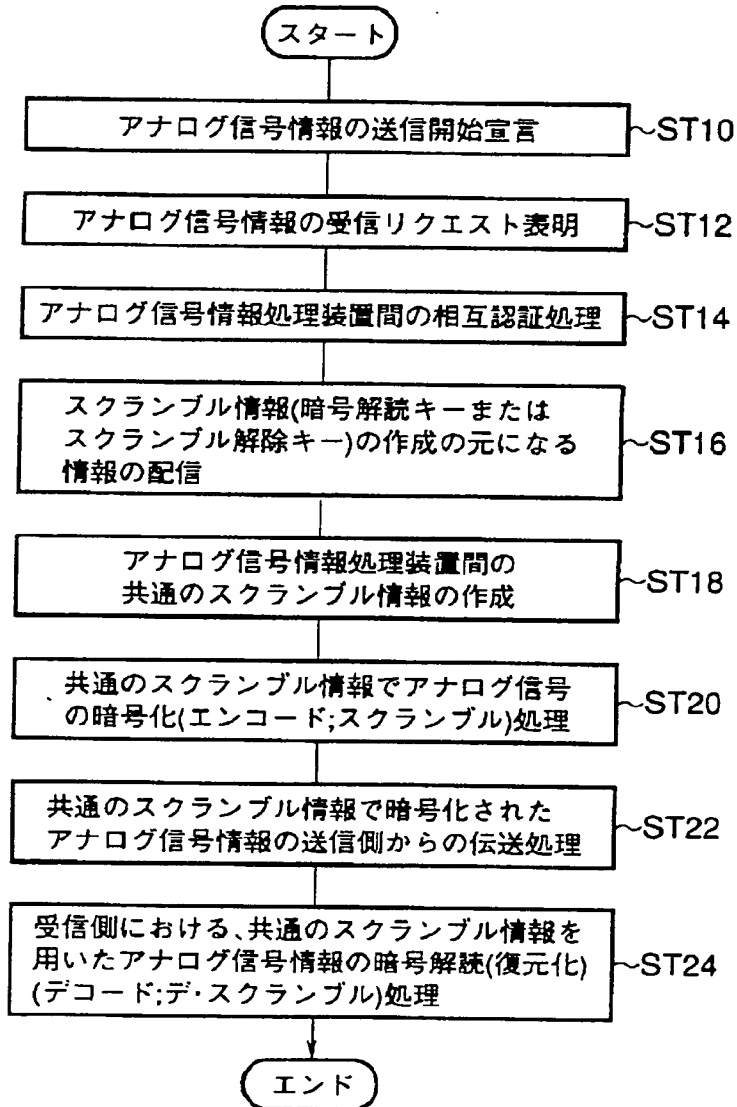 スタート
アナログ信号情報の送信開始宣言
~ST10
アナログ信号情報の受信リクエスト表明
~ST12
アナログ信号情報処理装置間の相互認証処理
~ST14
スクランブル情報(暗号解読キーまたは
スクランブル解除キー)の作成の元になる
情報の配信
~ST16
アナログ信号情報処理装置間の
共通のスクランブル情報の作成
~ST18
共通のスクランブル情報でアナログ信号
の暗号化(エンコード;スクランブル)処理
~ST20
共通のスクランブル情報で暗号化された
アナログ信号情報の送信側からの伝送処理
~ST22
受信側における、共通のスクランブル情報を
用いたアナログ信号情報の暗号解読(復元化)
(デコード;デ・スクランブル)処理
~ST24
エンド